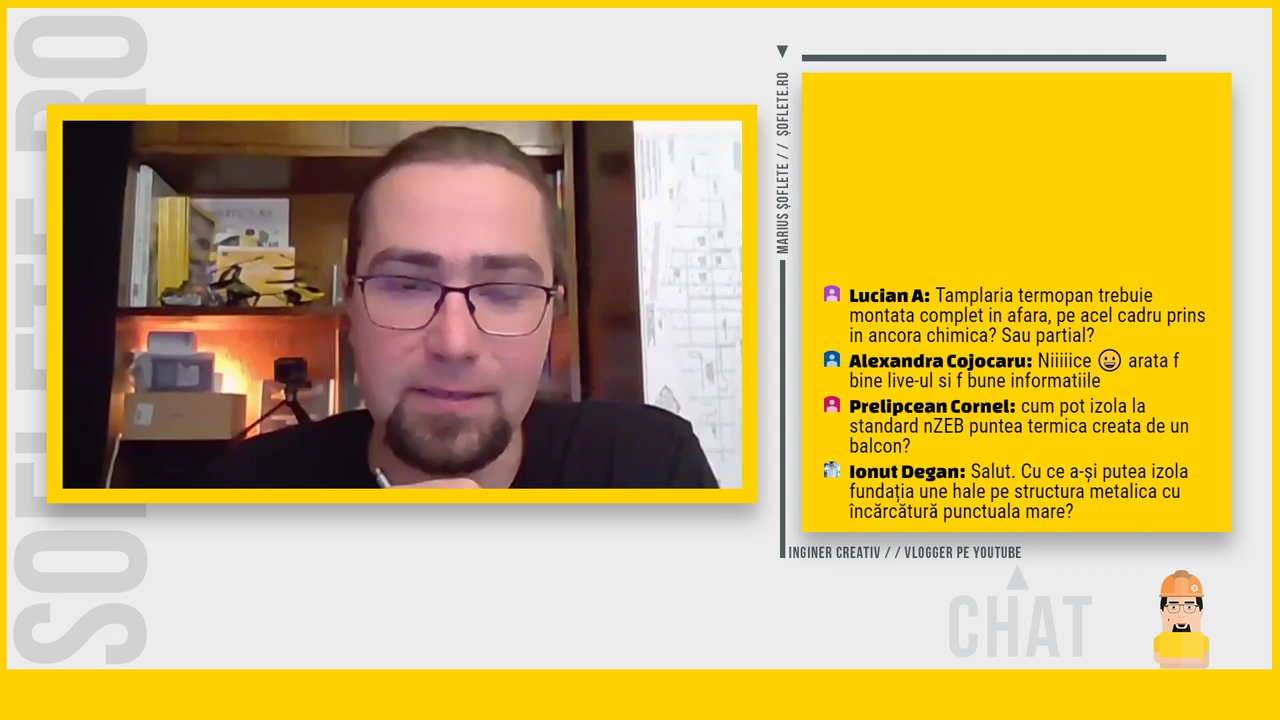 SOFLETE.RO
MARIUS ȘOFLETE // ȘOFLETE.RO
Lucian A: Tamplaria termopan trebuie
montata complet in afara, pe acel cadru prins
in ancora chimica? Sau partial?
Alexandra Cojocaru: Niiiiice 😀 arata f
bine live-ul si f bune informatiile
Prelipcean Cornel: cum pot izola la
standard nZEB puntea termica creata de un
balcon?
Ionut Degan: Salut. Cu ce a-și putea izola
fundația une hale pe structura metalica cu
încărcătură punctuala mare?
INGINER CREATIV // VLOGGER PE YOUTUBE
CHAT